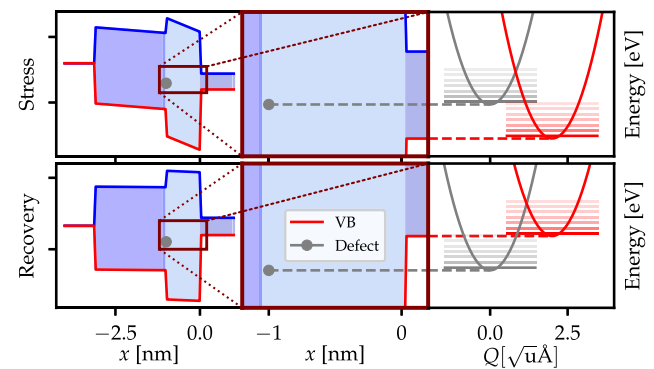 Stress
Energy [eV]
Recovery
VB
Defect
Energy [eV]
−2.5 0.0 −1 0 0.0 2.5
x [nm] x [nm] Q[√uÅ]